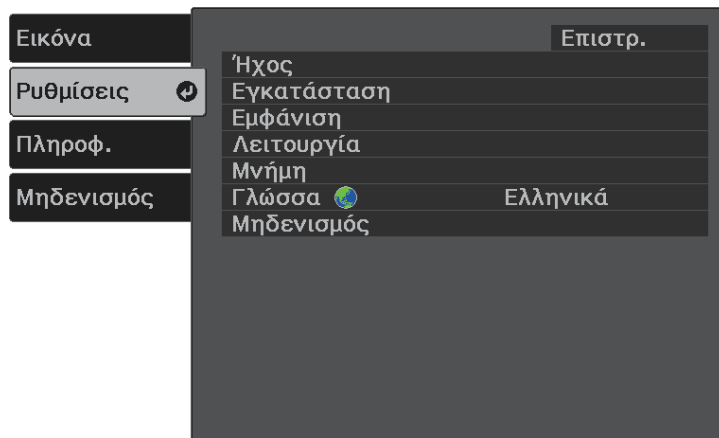 Εικόνα
Ρυθμίσεις
Πληροφ.
Μηδενισμός
Επιστρ.
Ήχος
Εγκατάσταση
Εμφάνιση
Λειτουργία
Μνήμη
Γλώσσα Ελληνικά
Μηδενισμός